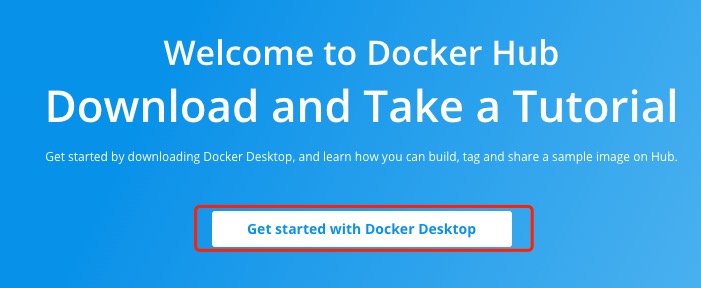 Welcome to Docker Hub
Download and Take a Tutorial
Get started by downloading Docker Desktop, and learn how you can build, tag and share a sample image on Hub.
Get started with Docker Desktop